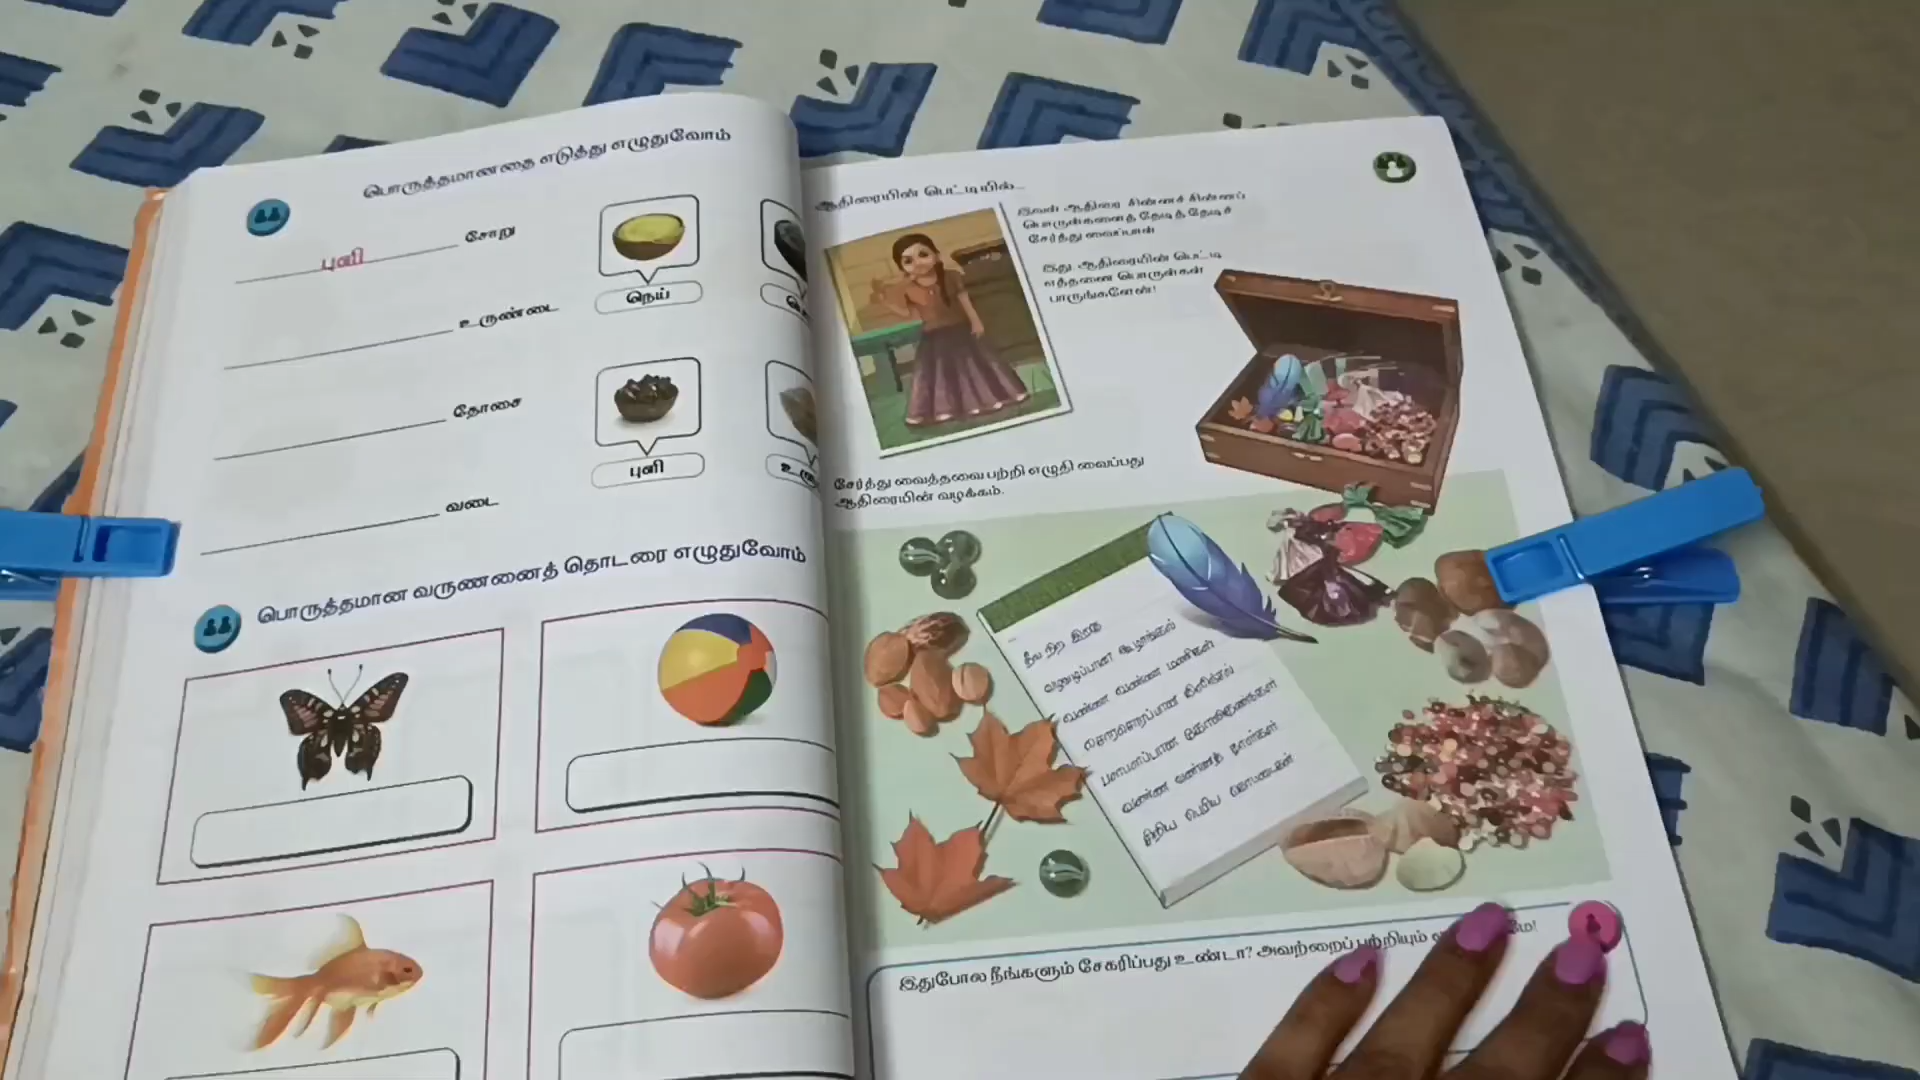 பொருத்தமானதை எடுத்து எழுதுவோம்
புளி சோறு
உருண்டை
தோசை
வடை
நெய்
புளி
பொருத்தமான வருணனைத் தொடரை எழுதுவோம்
ஆதிரையின் பெட்டியில்...
இவள் ஆதிரை சின்னச் சின்னப்
பொருள்களைத் தேடித் தேடிச்
சேர்த்து வைப்பாள்
இது ஆதிரையின் பெட்டி
எத்தனை பொருள்கள்
பாருங்களேன்!
சேர்த்து வைத்தவை பற்றி எழுதி வைப்பது
ஆதிரையின் வழக்கம்.
நீல நிற இறகு
வழுவழுப்பான கூழாங்கல்
வண்ண வண்ண மணிகள்
சொரசொரப்பான கிளிஞ்சல்
பளபளப்பான கோலிகுண்டுகள்
வண்ண வண்ணத் தாள்கள்
சிறிய பெரிய கொட்டைகள்
இதுபோல நீங்களும் சேகரிப்பது உண்டா? அவற்றைப் பற்றியும்